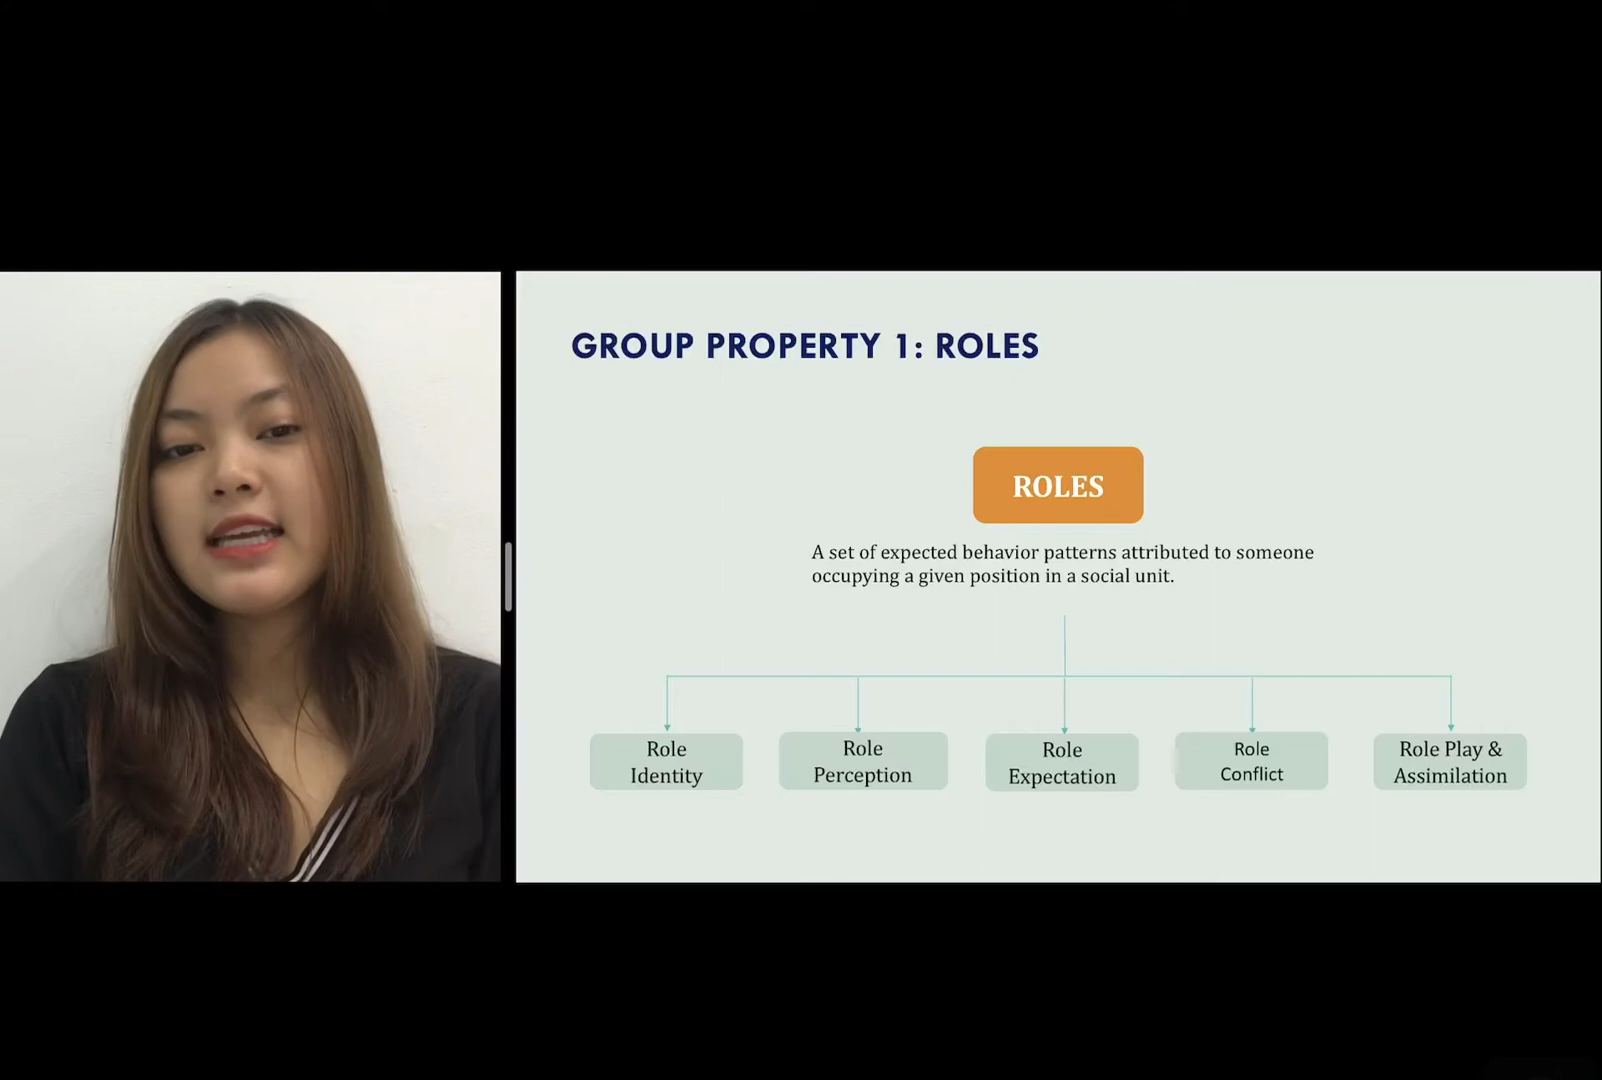 GROUP PROPERTY 1: ROLES
ROLES
A set of expected behavior patterns attributed to someone
occupying a given position in a social unit.
Role
Identity
Role
Perception
Role
Expectation
Role
Conflict
Role Play &
Assimilation